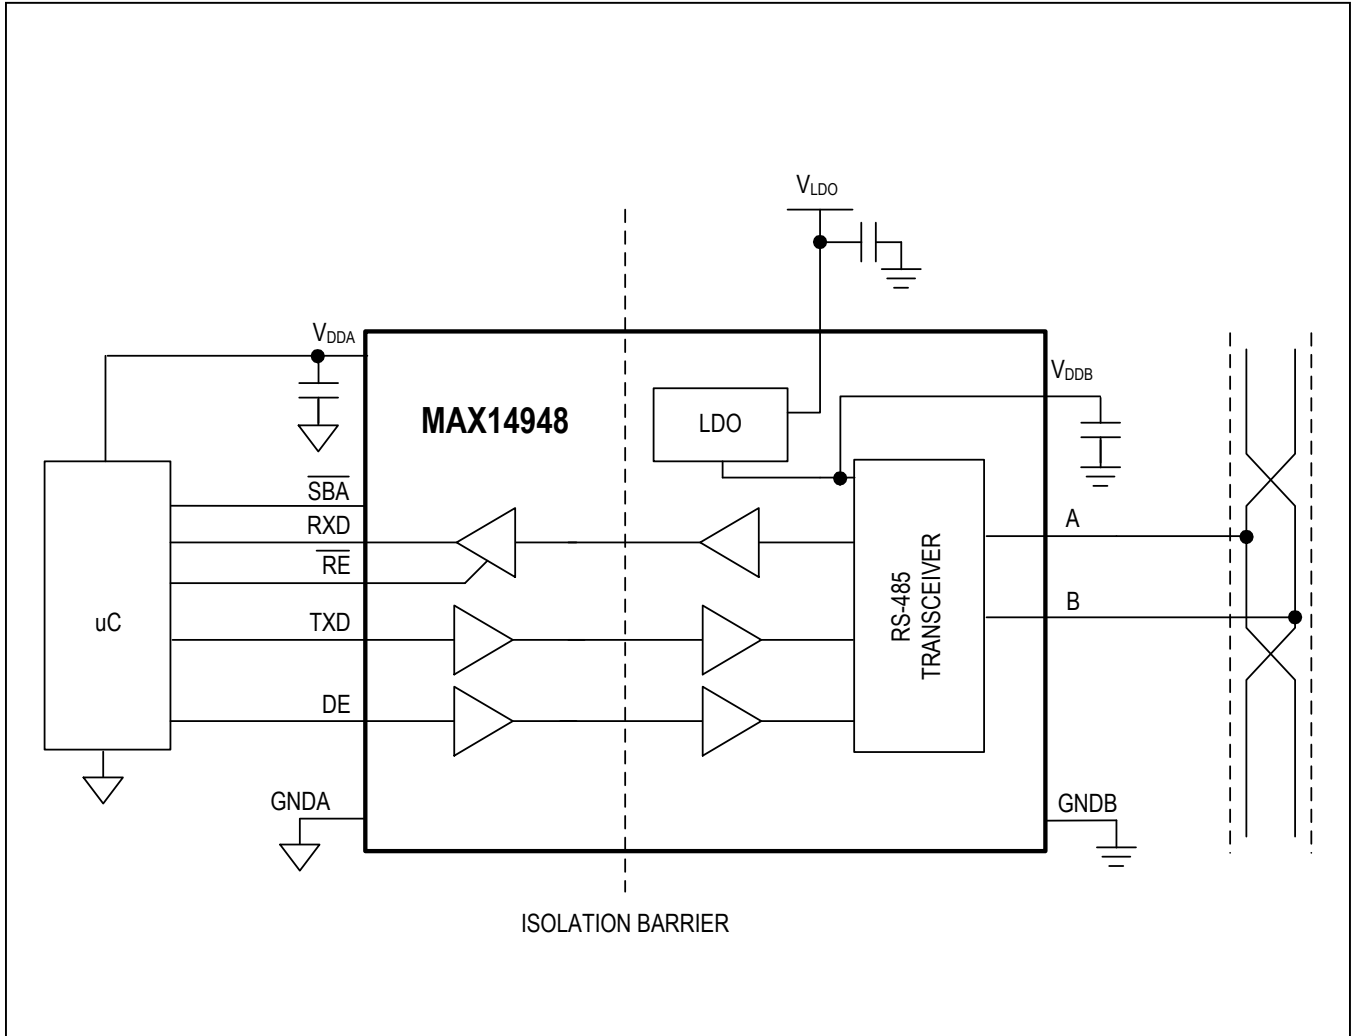 VLDO
VDDA
VDDB
MAX14948
LDO
SBA
RXD
RE
TXD
DE
uC
RS-485
TRANSCEIVER
A
B
GNDA
GNDB
ISOLATION BARRIER